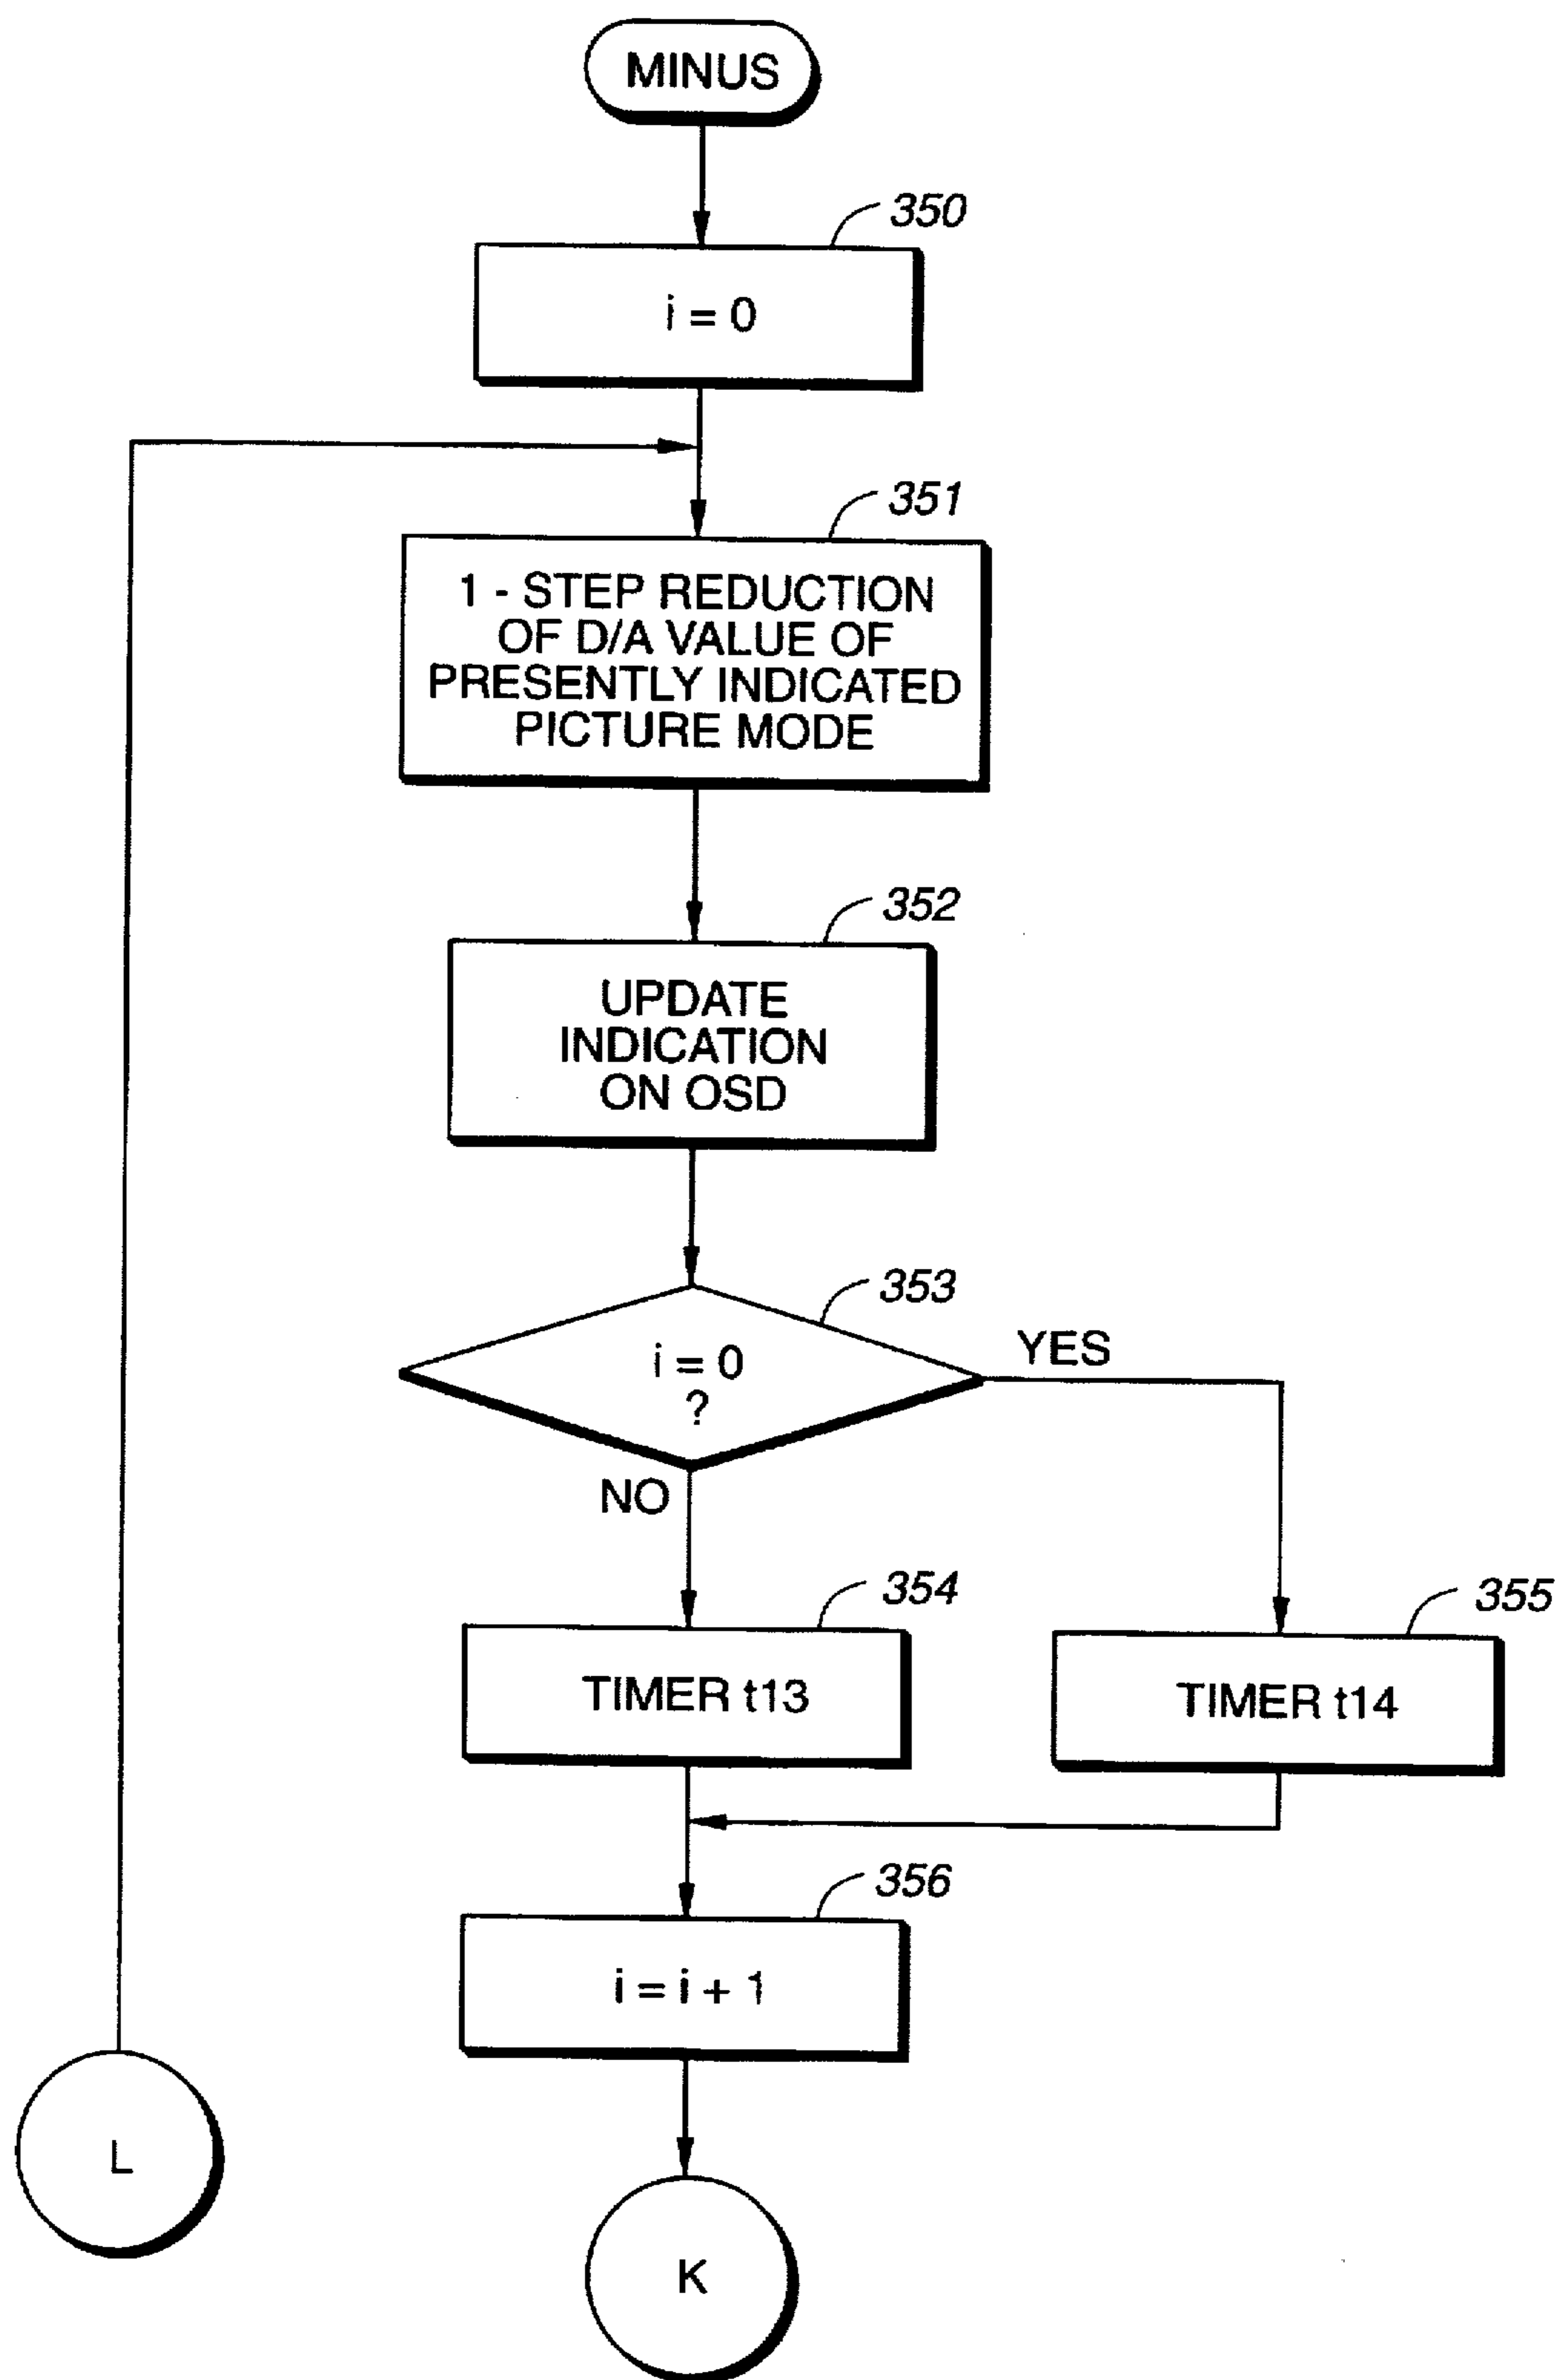 MINUS
350
i = 0
351
1 - STEP REDUCTION
OF D/A VALUE OF
PRESENTLY INDICATED
PICTURE MODE
352
UPDATE
INDICATION
ON OSD
353
i = 0
?
YES
NO
354
TIMER t13
355
TIMER t14
356
i = i + 1
L
K